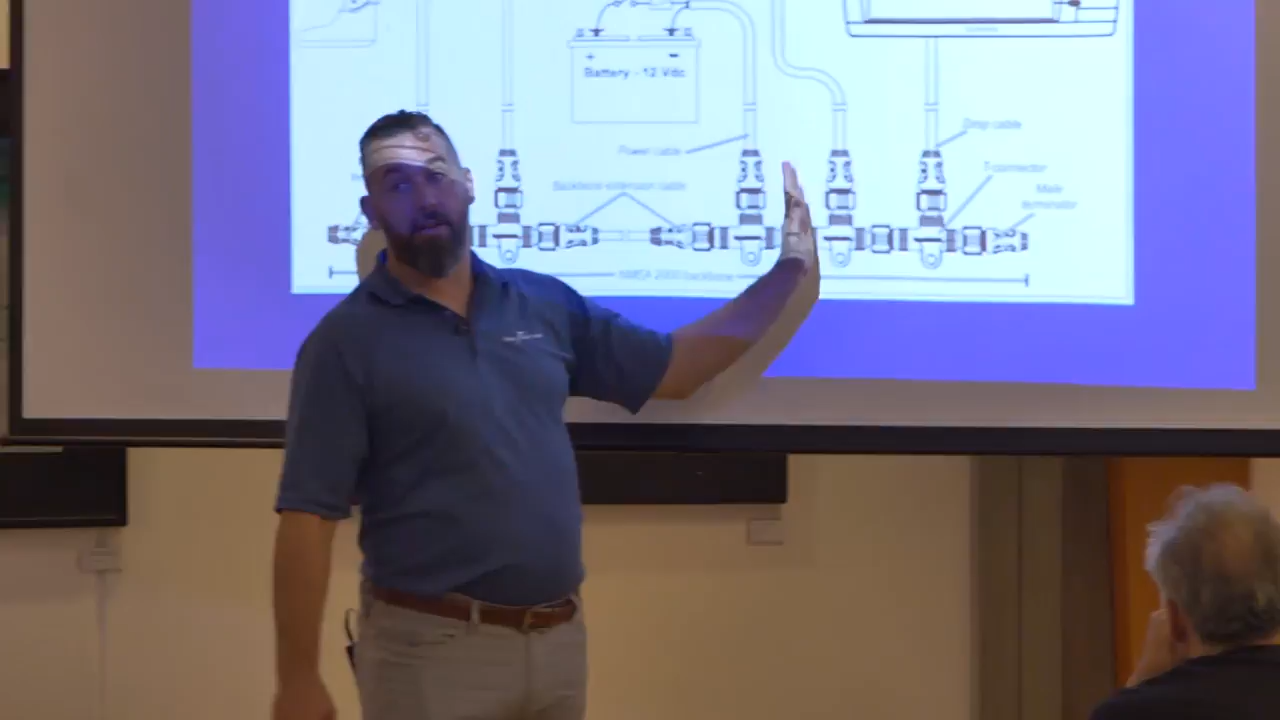 + -
Battery - 12 Vdc
Drop cable
Power cable
T-connector
Backbone extension cable
Male
terminator
NMEA 2000 backbone